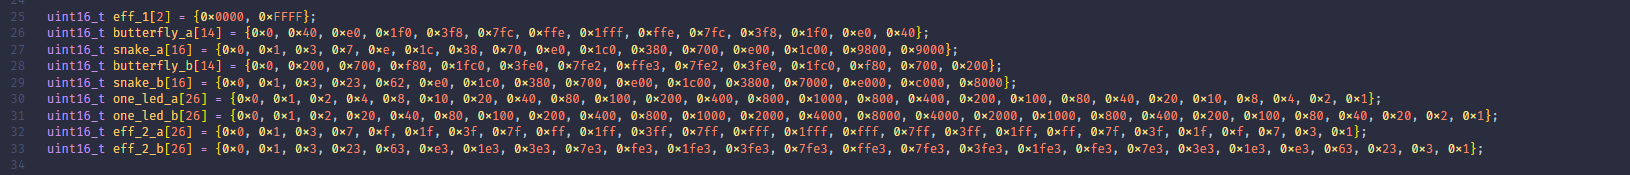 25 uint16_t eff_1[2] = {0x0000, 0xFFFF};
26 uint16_t butterfly_a[14] = {0x0, 0x40, 0xe0, 0x1f0, 0x3f8, 0x7fc, 0xffe, 0x1fff, 0xffe, 0x7fc, 0x3f8, 0x1f0, 0xe0, 0x40};
27 uint16_t snake_a[16] = {0x0, 0x1, 0x3, 0x7, 0xe, 0x1c, 0x38, 0x70, 0xe0, 0x1c0, 0x380, 0x700, 0xe00, 0x1c00, 0x9800, 0x9000};
28 uint16_t butterfly_b[14] = {0x0, 0x200, 0x700, 0xf80, 0x1fc0, 0x3fe0, 0x7fe2, 0xffe3, 0x7fe2, 0x3fe0, 0x1fc0, 0xf80, 0x700, 0x200};
29 uint16_t snake_b[16] = {0x0, 0x1, 0x3, 0x23, 0x62, 0xe0, 0x1c0, 0x380, 0x700, 0xe00, 0x1c00, 0x3800, 0x7000, 0xe000, 0xc000, 0x8000};
30 uint16_t one_led_a[26] = {0x0, 0x1, 0x2, 0x4, 0x8, 0x10, 0x20, 0x40, 0x80, 0x100, 0x200, 0x400, 0x800, 0x1000, 0x800, 0x400, 0x200, 0x100, 0x80, 0x40, 0x20, 0x10, 0x8, 0x4, 0x2, 0x1};
31 uint16_t one_led_b[26] = {0x0, 0x1, 0x2, 0x20, 0x40, 0x80, 0x100, 0x200, 0x400, 0x800, 0x1000, 0x2000, 0x4000, 0x8000, 0x4000, 0x2000, 0x1000, 0x800, 0x400, 0x200, 0x100, 0x80, 0x40, 0x20, 0x2, 0x1};
32 uint16_t eff_2_a[26] = {0x0, 0x1, 0x3, 0x7, 0xf, 0x1f, 0x3f, 0x7f, 0xff, 0x1ff, 0x3ff, 0x7ff, 0xfff, 0x1fff, 0xfff, 0x7ff, 0x3ff, 0x1ff, 0xff, 0x7f, 0x3f, 0x1f, 0xf, 0x7, 0x3, 0x1};
33 uint16_t eff_2_b[26] = {0x0, 0x1, 0x3, 0x23, 0x63, 0xe3, 0x1e3, 0x3e3, 0x7e3, 0xfe3, 0x1fe3, 0x3fe3, 0x7fe3, 0xffe3, 0x7fe3, 0x3fe3, 0x1fe3, 0xfe3, 0x7e3, 0x3e3, 0x1e3, 0xe3, 0x63, 0x23, 0x3, 0x1};
34